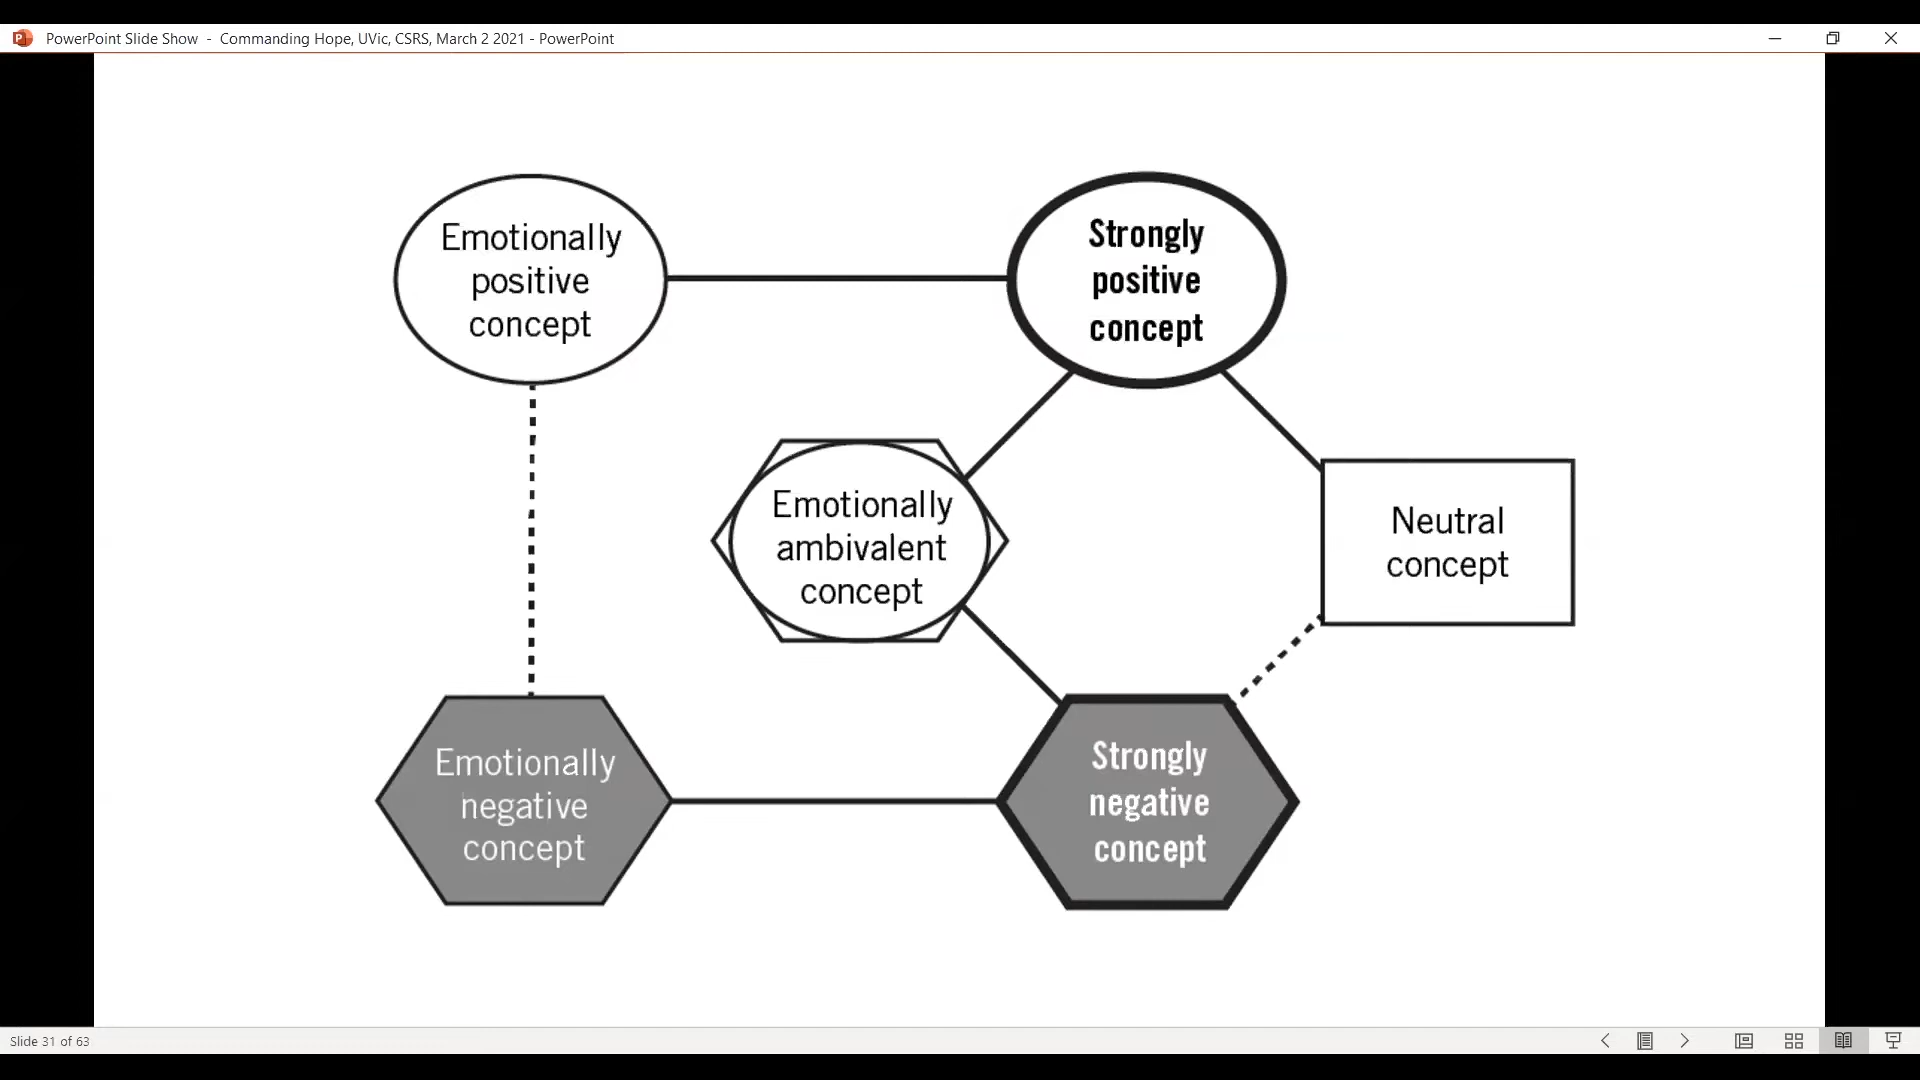 PowerPoint Slide Show - Commanding Hope, UVic, CSRS, March 2 2021 - PowerPoint
Emotionally
positive
concept
Strongly
positive
concept
Emotionally
ambivalent
concept
Neutral
concept
Emotionally
negative
concept
Strongly
negative
concept
Slide 31 of 63